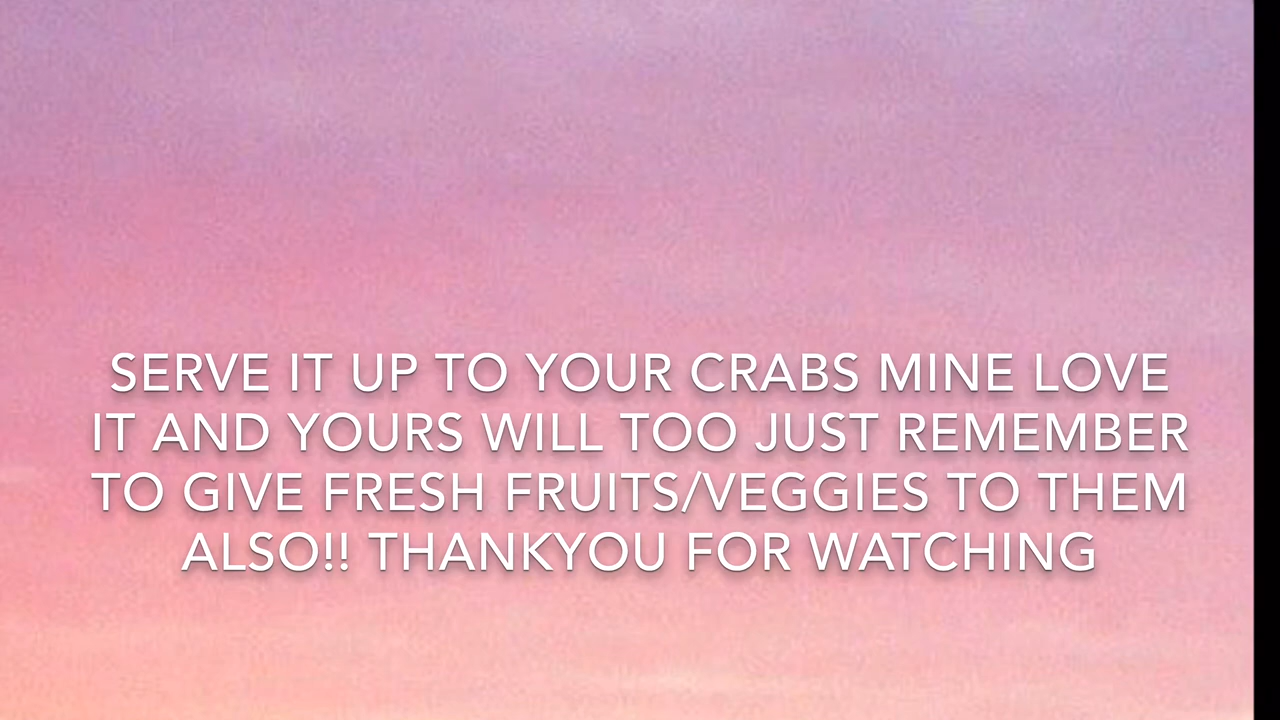 SERVE IT UP TO YOUR CRABS MINE LOVE
IT AND YOURS WILL TOO JUST REMEMBER
TO GIVE FRESH FRUITS/VEGGIES TO THEM
ALSO!! THANKYOU FOR WATCHING